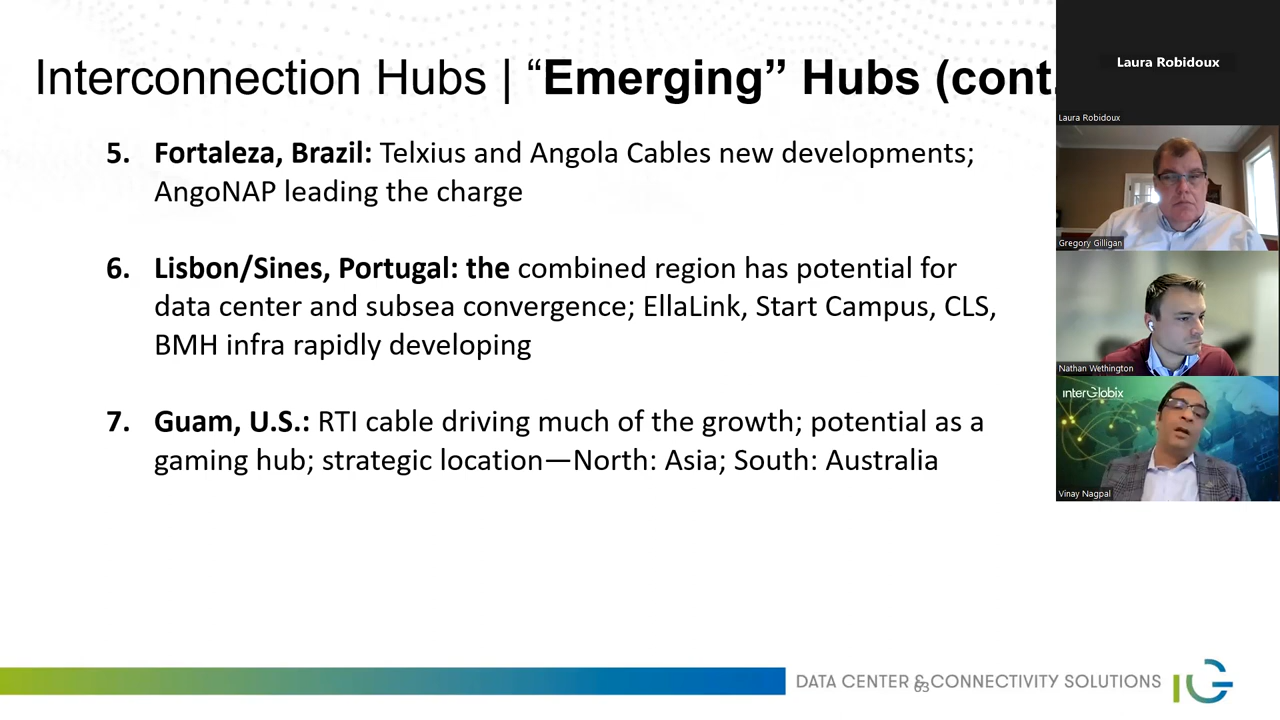 Interconnection Hubs | “Emerging” Hubs (cont.
5. Fortaleza, Brazil: Telxius and Angola Cables new developments;
AngoNAP leading the charge
6. Lisbon/Sines, Portugal: the combined region has potential for
data center and subsea convergence; EllaLink, Start Campus, CLS,
BMH infra rapidly developing
7. Guam, U.S.: RTI cable driving much of the growth; potential as a
gaming hub; strategic location—North: Asia; South: Australia
Laura Robidoux
Laura Robidoux
Gregory Gilligan
Nathan Wethington
interGlobix
Vinay Nagpal
DATA CENTER & CONNECTIVITY SOLUTIONS
63
IG